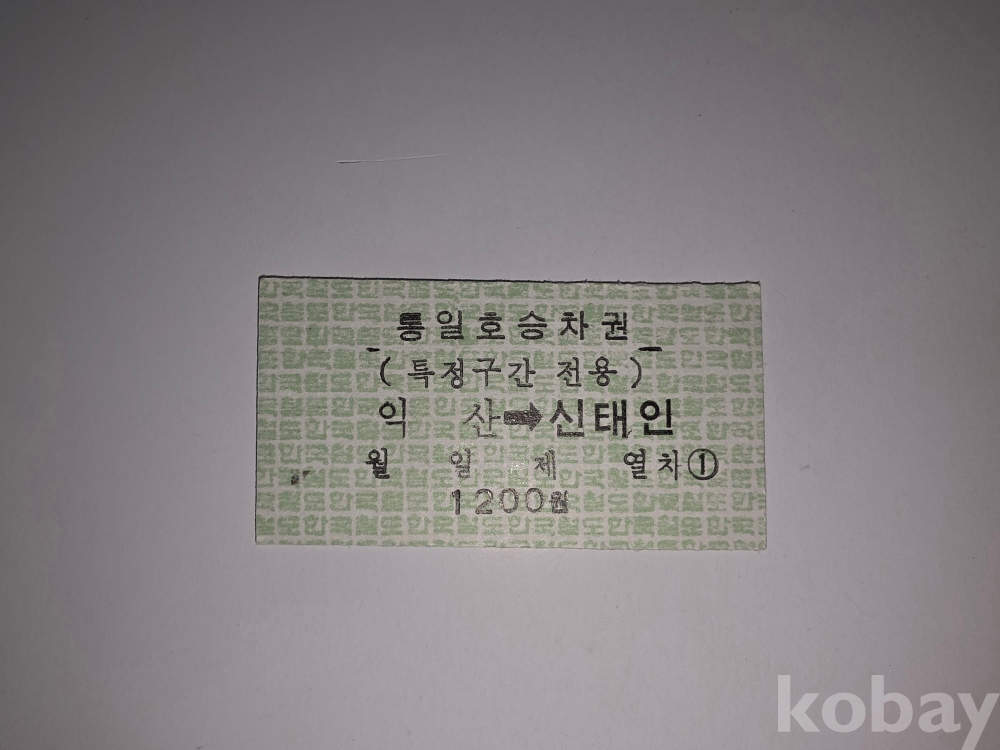 통일호승차권
(특정구간 전용)
익 산➡신태인
월 일 제 열차①
1200원
kobay